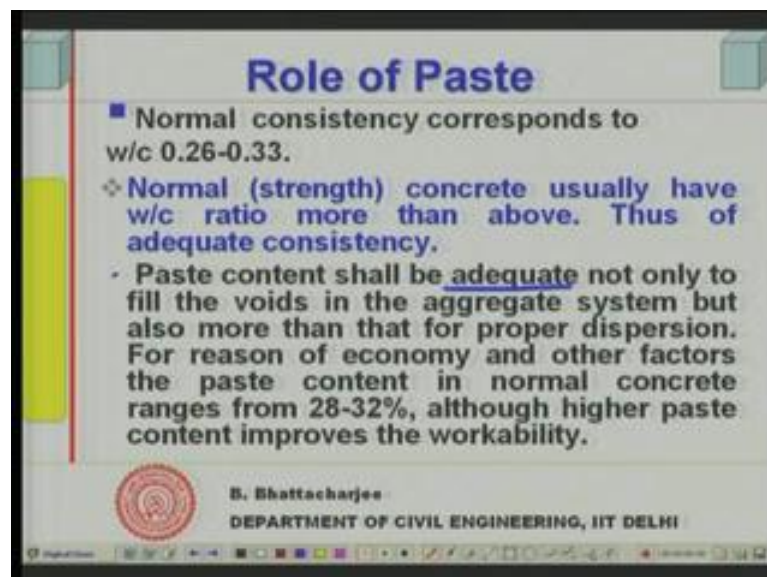 Role of Paste
Normal consistency corresponds to
w/c 0.26-0.33.
Normal (strength) concrete usually have
w/c ratio more than above. Thus of
adequate consistency.
Paste content shall be adequate not only to
fill the voids in the aggregate system but
also more than that for proper dispersion.
For reason of economy and other factors
the paste content in normal concrete
ranges from 28-32%, although higher paste
content improves the workability.
B. Bhattacharjee
DEPARTMENT OF CIVIL ENGINEERING, IIT DELHI